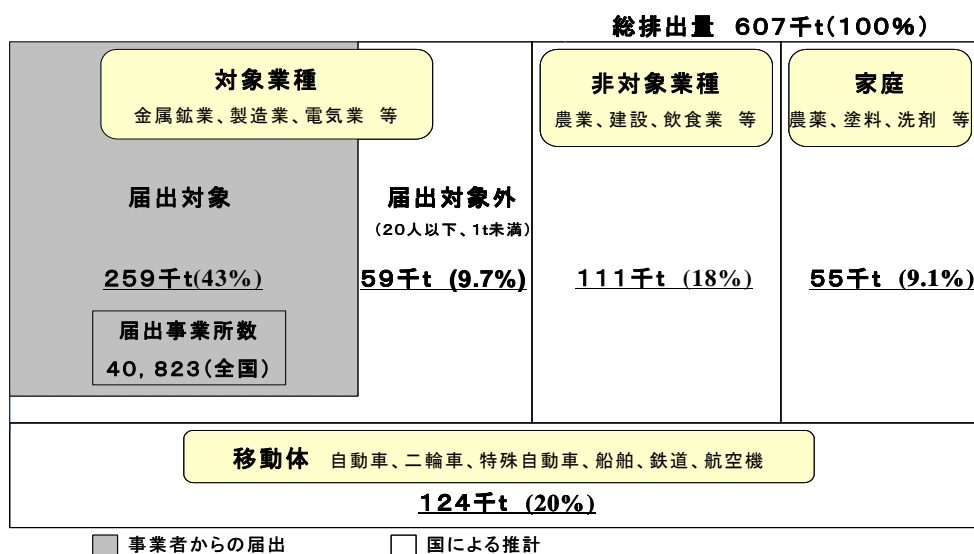 総排出量 607千t(100%)
対象業種
金属鉱業、製造業、電気業 等
非対象業種
農業、建設、飲食業 等
家庭
農薬、塗料、洗剤 等
届出対象
届出対象外
(20人以下、1t未満)
259千t(43%)
59千t (9.7%)
111千t (18%)
55千t (9.1%)
届出事業所数
40,823(全国)
移動体 自動車、二輪車、特殊自動車、船舶、鉄道、航空機
124千t (20%)
事業者からの届出
国による推計